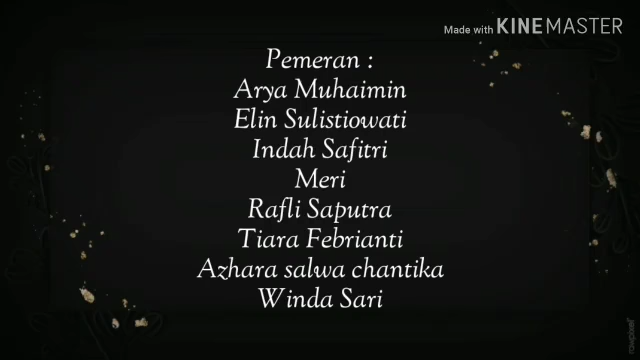 Made with KINEMASTER
Pemeran :
Arya Muhaimin
Elin Sulistiowati
Indah Safitri
Meri
Rafli Saputra
Tiara Febrianti
Azhara salwa chantika
Winda Sari